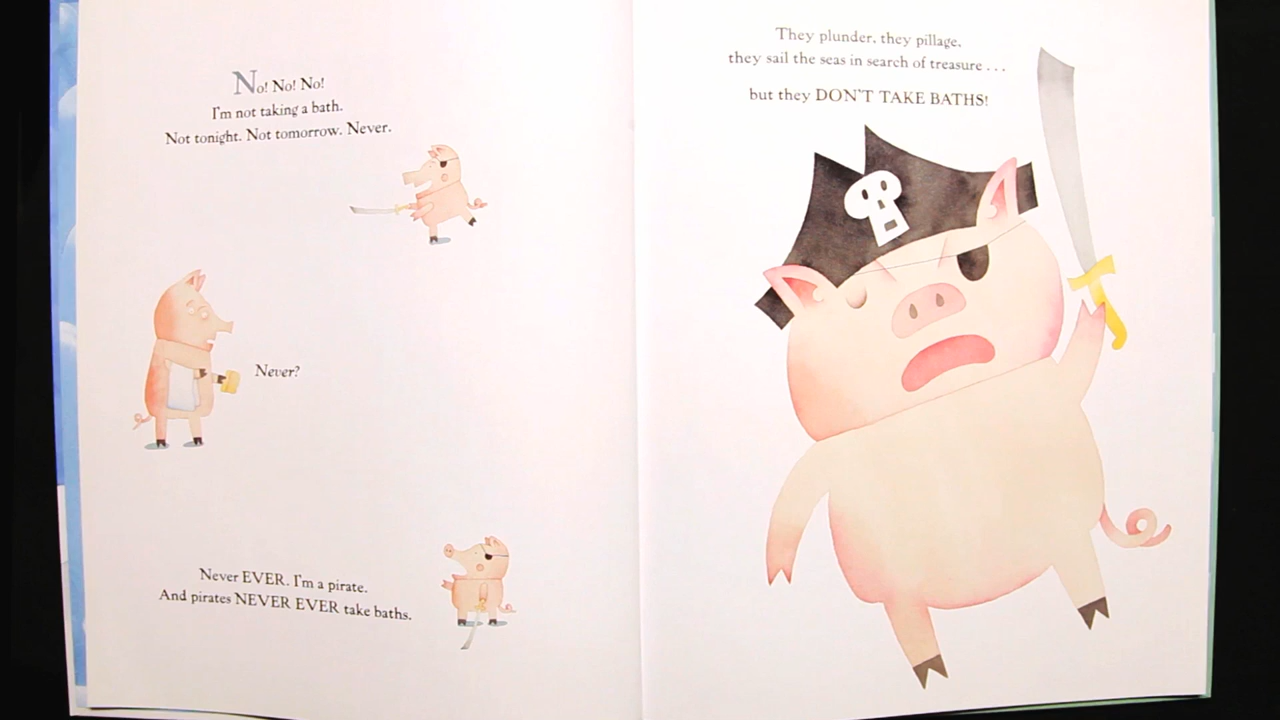 No! No! No!
I'm not taking a bath.
Not tonight. Not tomorrow. Never.
Never?
Never EVER. I'm a pirate.
And pirates NEVER EVER take baths.
They plunder, they pillage,
they sail the seas in search of treasure . . .
but they DON'T TAKE BATHS!